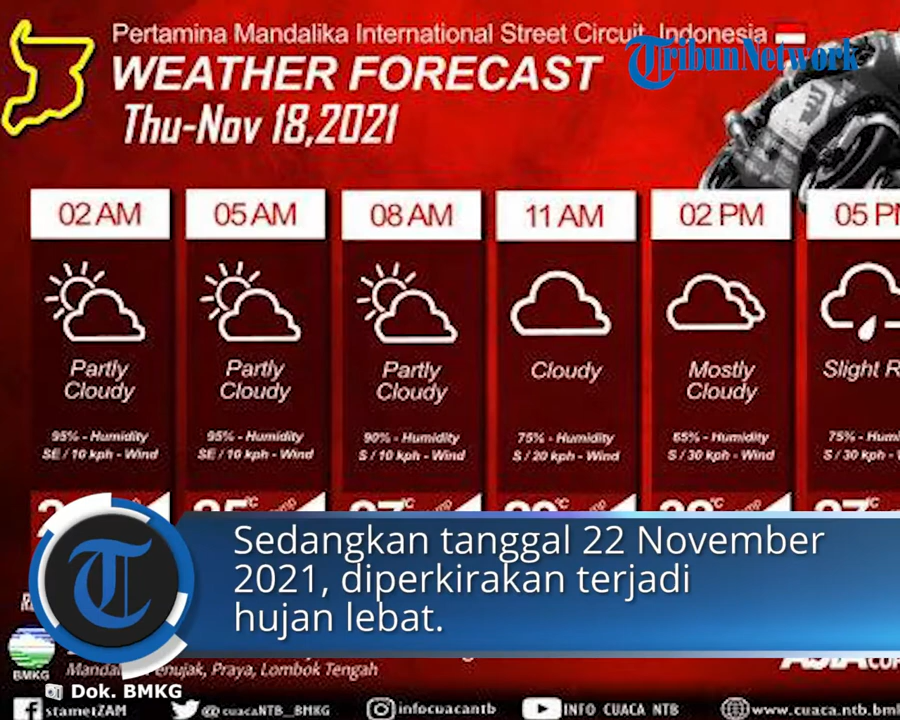 Pertamina Mandalika International Street Circuit, Indonesia
TribunNetwork
WEATHER FORECAST
Thu-Nov 18,2021
02 AM
05 AM
08 AM
11 AM
02 PM
05 PM
Partly
Cloudy
Partly
Cloudy
Partly
Cloudy
Cloudy
Mostly
Cloudy
Slight R
95% - Humidity
SE / 10 kph - Wind
95% - Humidity
SE / 10 kph - Wind
90% - Humidity
S / 10 kph - Wind
75% - Humidity
S / 20 kph - Wind
65% - Humidity
S / 30 kph - Wind
75% - Humi
S / 30 kph -
Sedangkan tanggal 22 November
2021, diperkirakan terjadi
hujan lebat.
T
BMKG
Penujak, Praya, Lombok Tengah
Dok. BMKG
stametZAM
@cuacaNTB_BMKG
infocuacantb
INFO CUACA NTB
www.cuaca.ntb.bmk